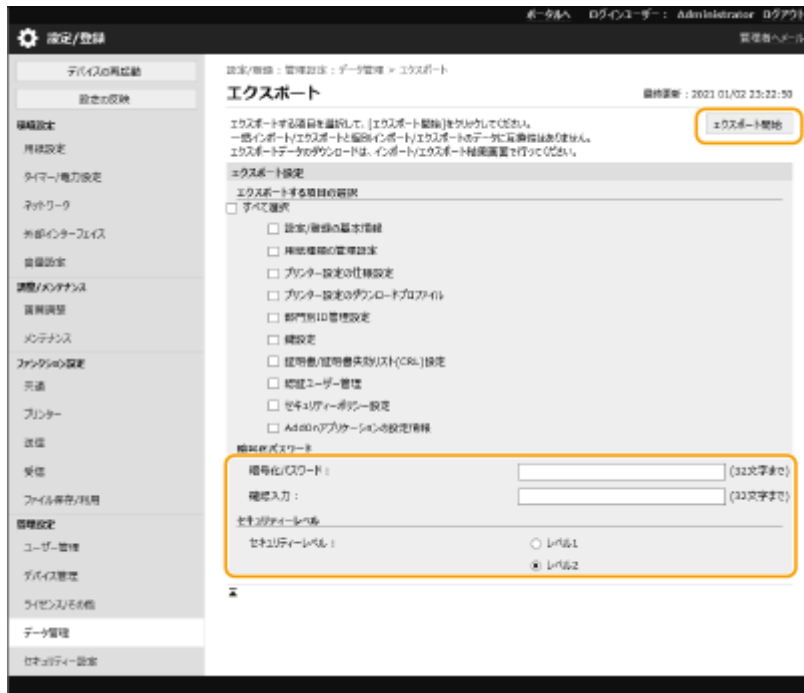 ポータルへ ログインユーザー： Administrator ログアウト
設定/登録
管理者へメール
デバイスの再起動
設定の反映
環境設定
用紙設定
タイマー/電力設定
ネットワーク
外部インターフェイス
音量設定
調整/メンテナンス
画質調整
メンテナンス
ファンクション設定
共通
プリンター
送信
受信
ファイル保存/利用
管理設定
ユーザー管理
デバイス管理
ライセンス/その他
データ管理
セキュリティー設定
設定/登録 : 管理設定 : データ管理 > エクスポート
エクスポート
最終更新 : 2021 01/02 23:22:50
エクスポートする項目を選択して、[エクスポート開始]をクリックしてください。
一括インポート/エクスポートと個別インポート/エクスポートのデータに互換性はありません。
エクスポートデータのダウンロードは、インポート/エクスポート結果画面で行ってください。
エクスポート開始
エクスポート設定
エクスポートする項目の選択
すべて選択
設定/登録の基本情報
用紙種類の管理設定
プリンター設定の仕様設定
プリンター設定のダウンロードプロファイル
部門別ID管理設定
鍵設定
証明書/証明書失効リスト(CRL)設定
認証ユーザー管理
セキュリティーポリシー設定
AddOnアプリケーションの設定情報
暗号化パスワード
暗号化パスワード : (32文字まで)
確認入力 : (32文字まで)
セキュリティーレベル
セキュリティーレベル : レベル1
レベル2